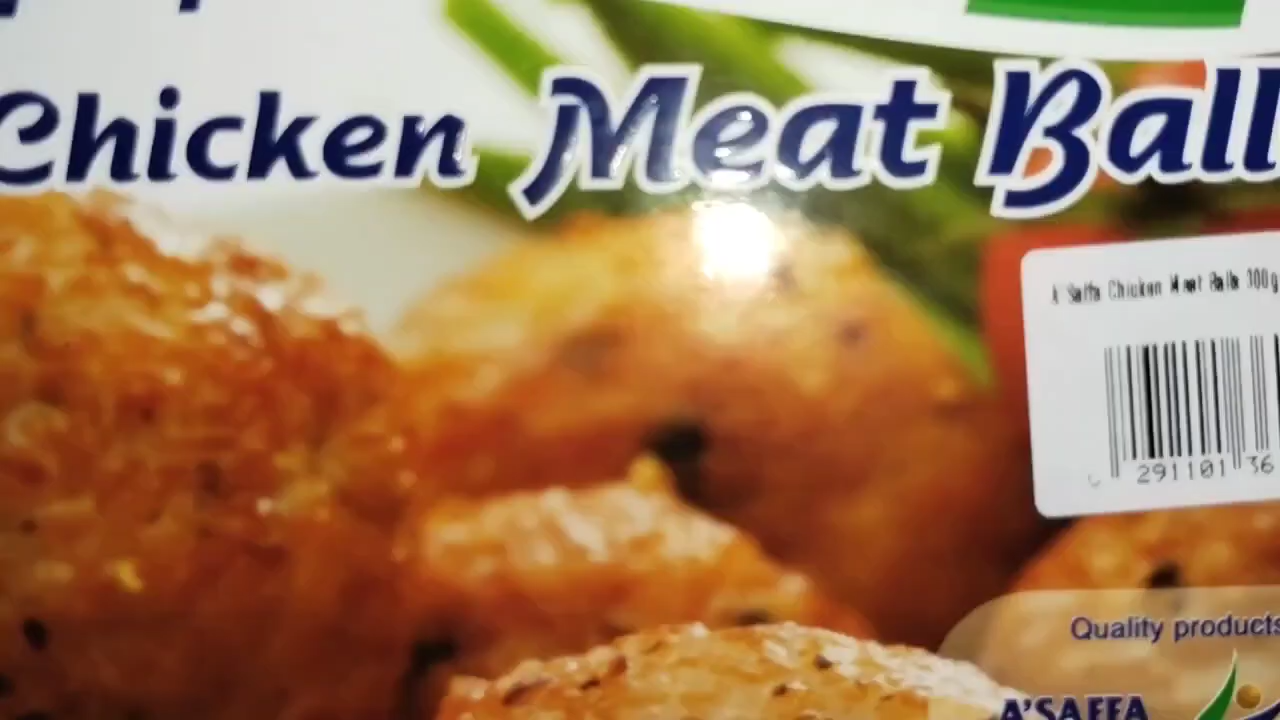 Chicken Meat Ball
A'Saffa Chicken Meat Balls 300g
291101 36
Quality products
A'SAFFA